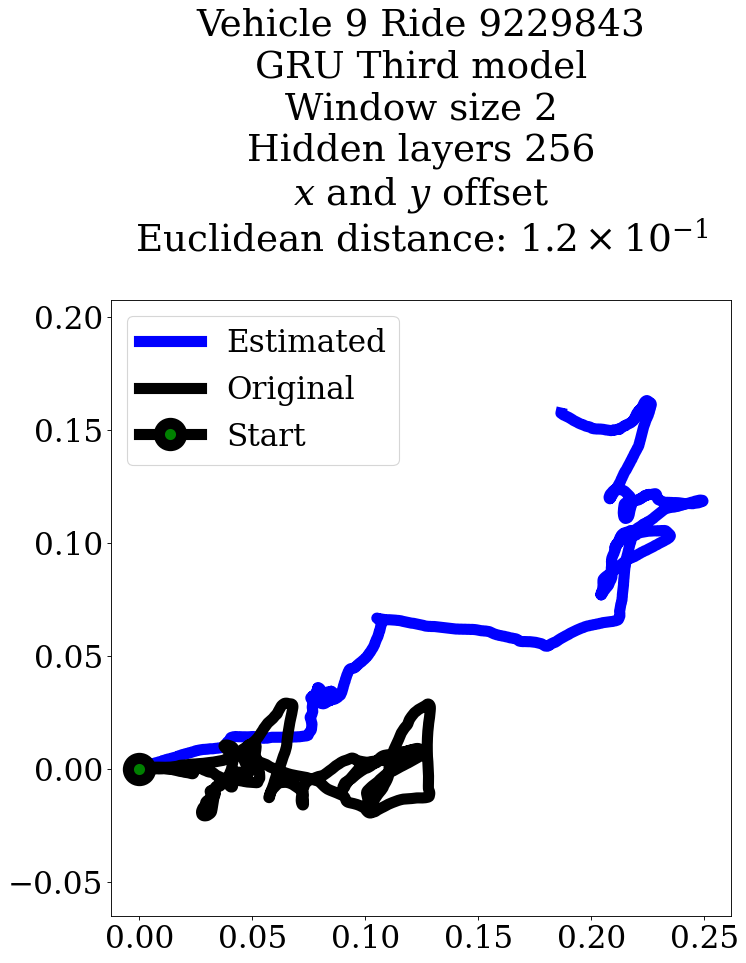 Vehicle 9 Ride 9229843
GRU Third model
Window size 2
Hidden layers 256
x and y offset
Euclidean distance: 1.2 × 10⁻¹
Estimated
Original
Start
0.20
0.15
0.10
0.05
0.00
−0.05
0.00 0.05 0.10 0.15 0.20 0.25